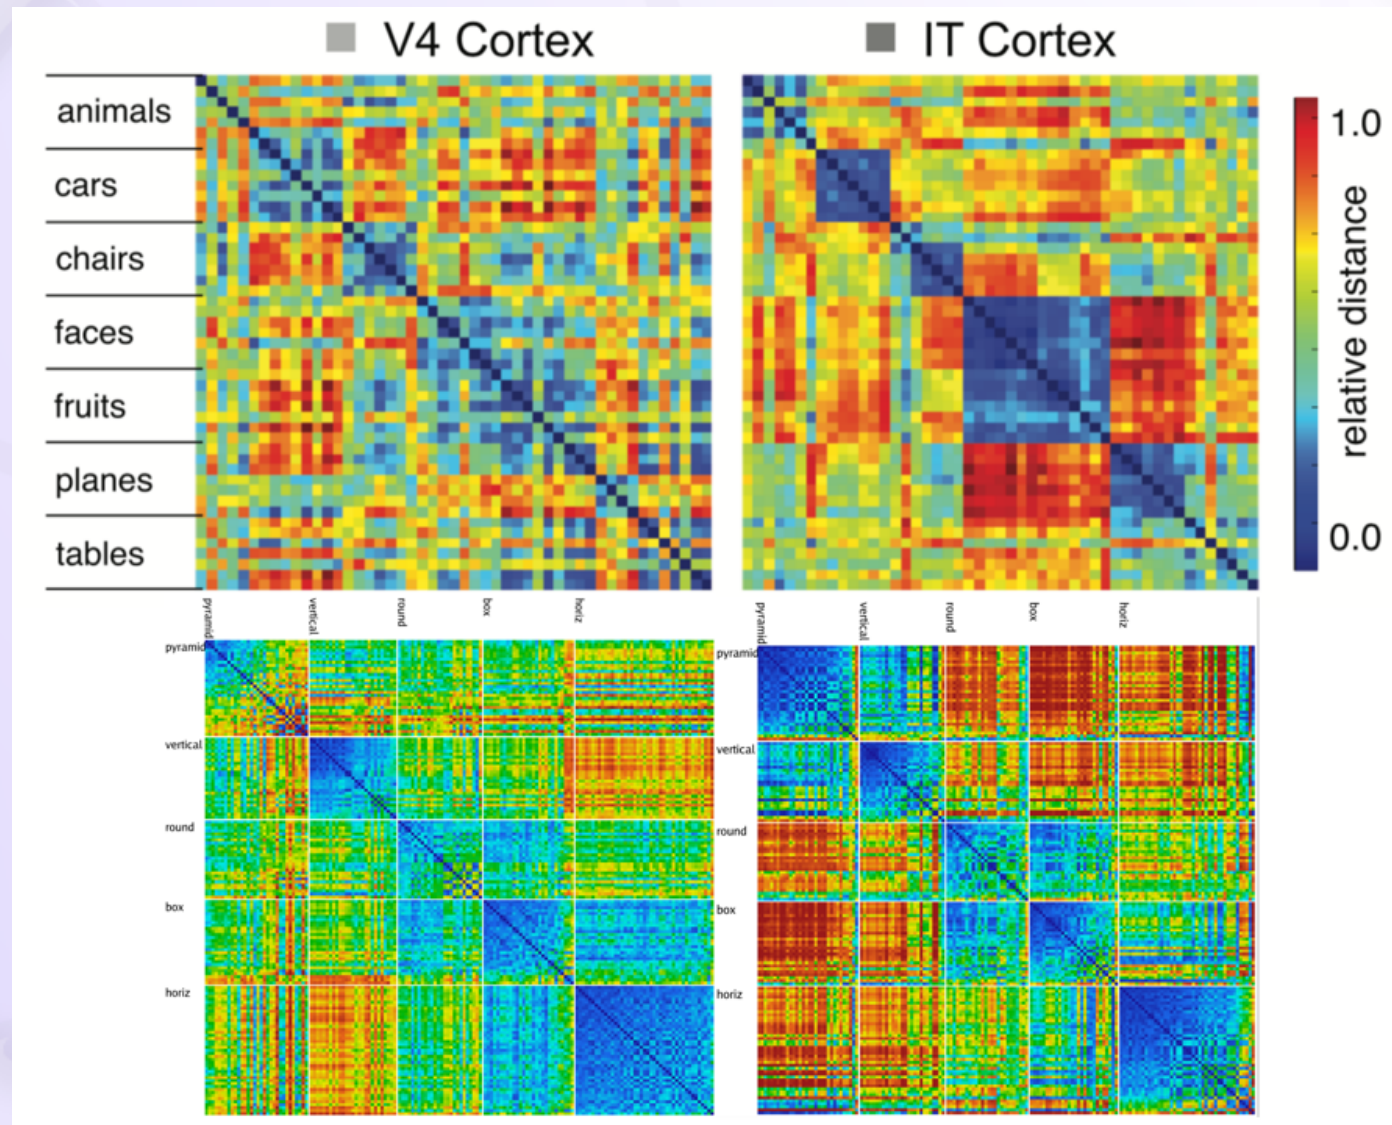 V4 Cortex
IT Cortex
animals
cars
chairs
faces
fruits
planes
tables
1.0
relative distance
0.0
pyramid
vertical
round
box
horiz
pyramid
vertical
round
box
horiz
pyramid
vertical
round
box
horiz
pyramid
vertical
round
box
horiz